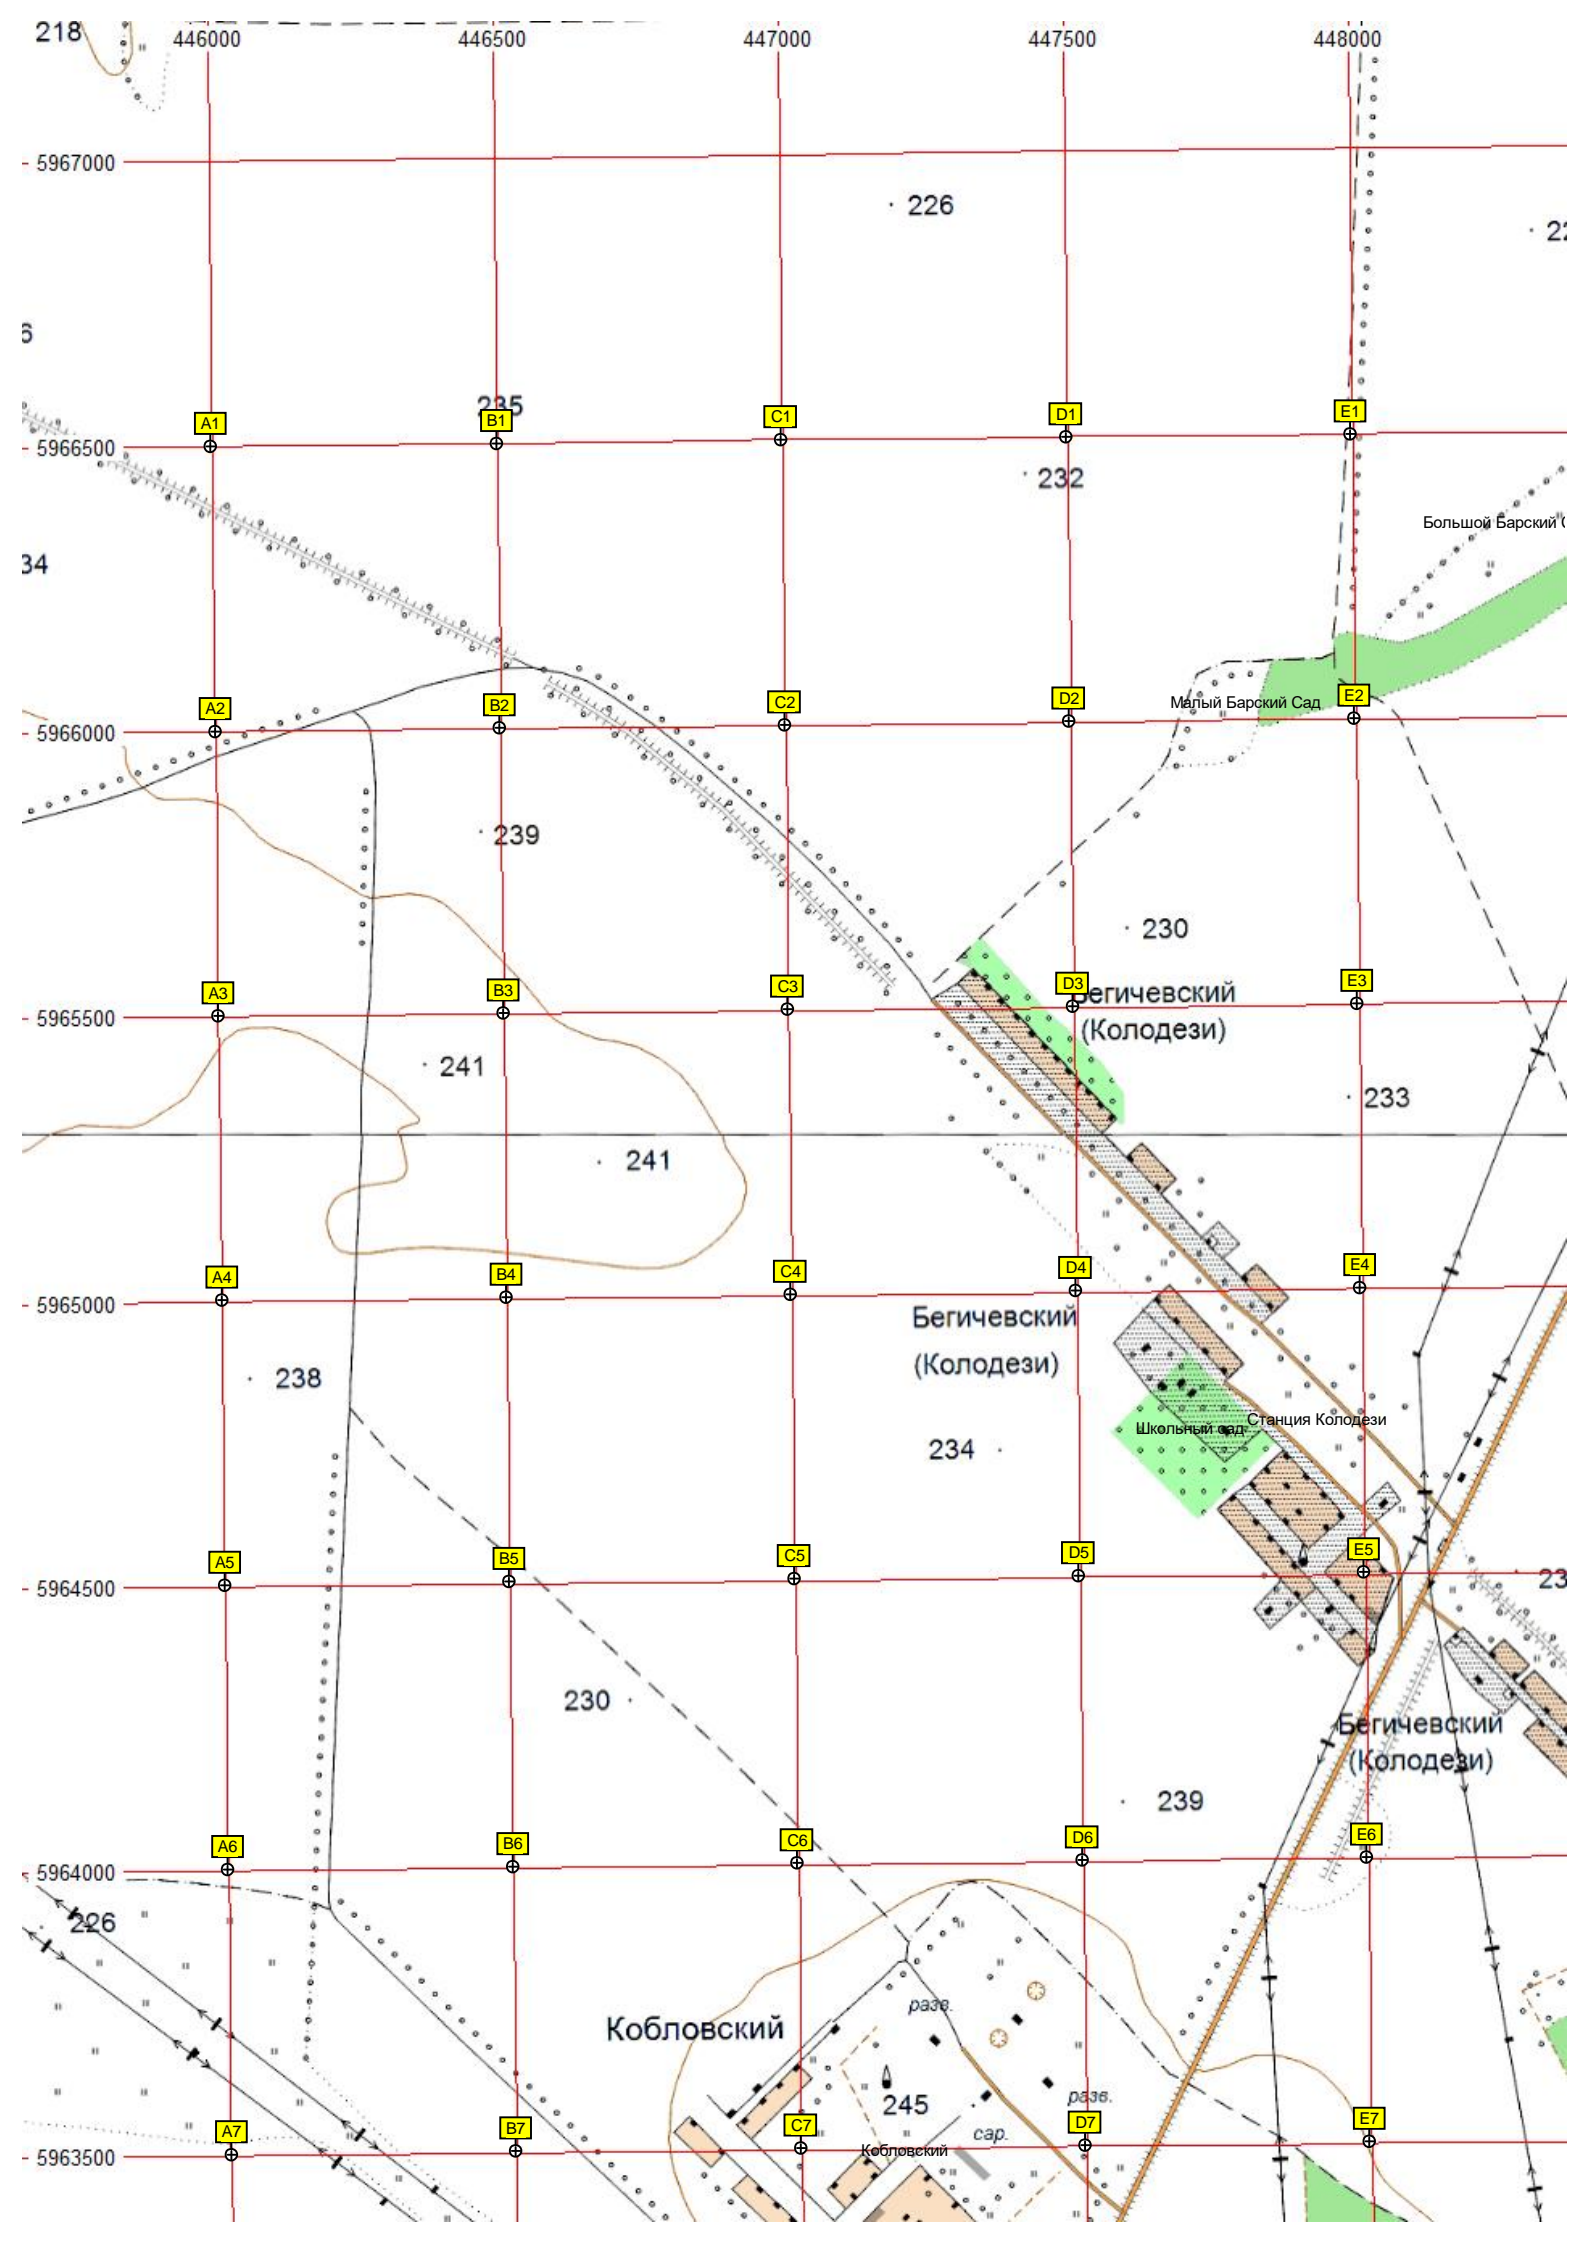 218
446000 446500 447000 447500 448000
5967000
226
235
A1 B1 C1 D1 E1
5966500
232
Большой Барский
34
Малый Барский Сад
A2 B2 C2 D2 E2
5966000
239
230
A3 B3 C3 D3 E3
Бегичевский
5965500
(Колодези)
241
233
241
A4 B4 C4 D4 E4
5965000
Бегичевский
(Колодези)
238
Станция Колодези
Школьный сад
234
A5 B5 C5 D5 E5
5964500
230
Бегичевский
(Колодези)
239
A6 B6 C6 D6 E6
5964000
226
разв.
Кобловский
разв.
245
A7 B7 C7 D7 E7
сар.
Кобловский
5963500